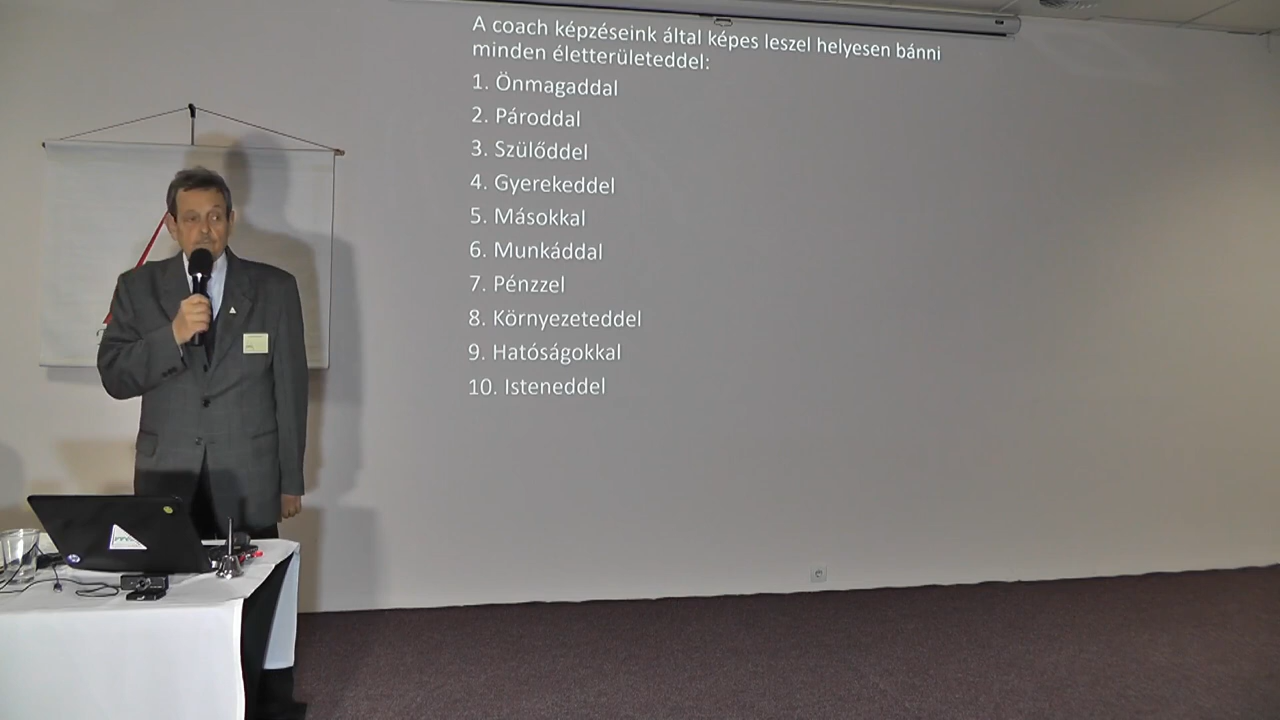 A coach képzéseink által képes leszel helyesen bánni
minden életterületeddel:
1. Önmagaddal
2. Pároddal
3. Szülőddel
4. Gyerekeddel
5. Másokkal
6. Munkáddal
7. Pénzzel
8. Környezeteddel
9. Hatóságokkal
10. Isteneddel